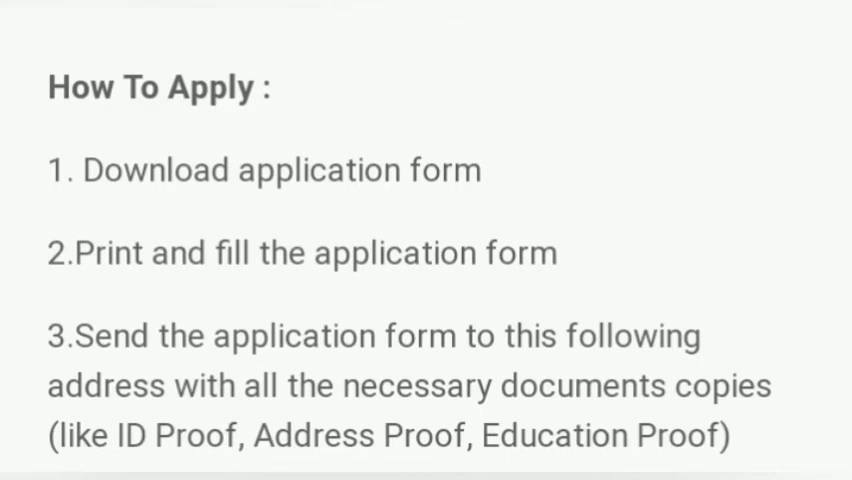 How To Apply :
1. Download application form
2.Print and fill the application form
3.Send the application form to this following
address with all the necessary documents copies
(like ID Proof, Address Proof, Education Proof)